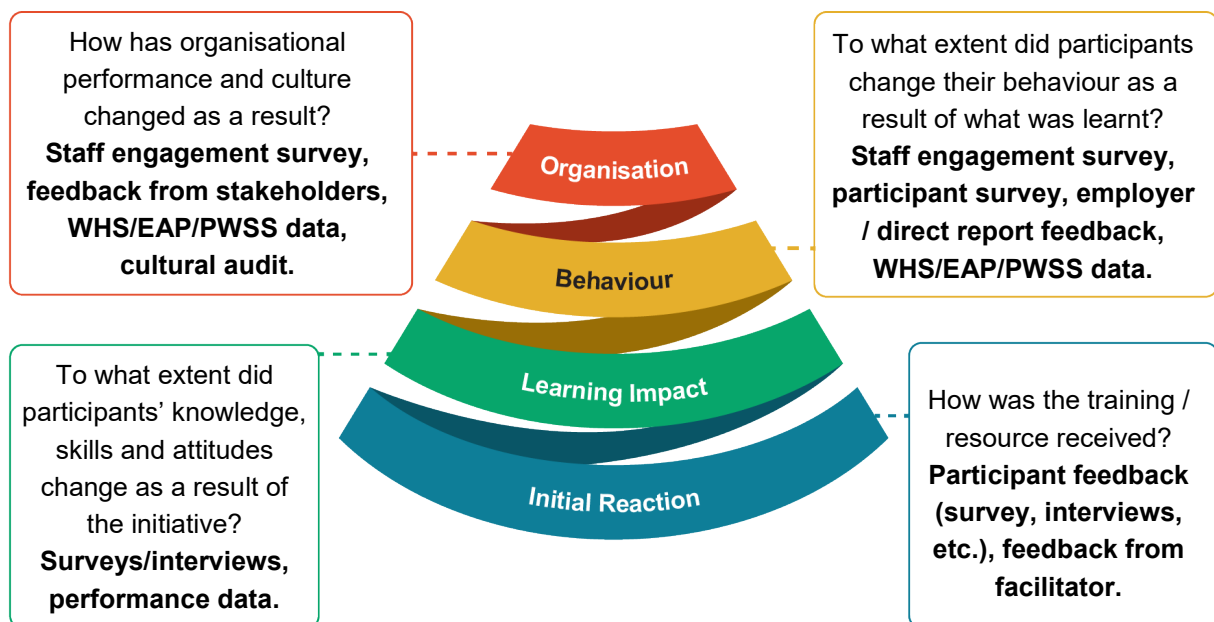 How has organisational
performance and culture
changed as a result?
Staff engagement survey,
feedback from stakeholders,
WHS/EAP/PWSS data,
cultural audit.
To what extent did participants
change their behaviour as a
result of what was learnt?
Staff engagement survey,
participant survey, employer
/ direct report feedback,
WHS/EAP/PWSS data.
Organisation
Behaviour
Learning Impact
Initial Reaction
To what extent did
participants’ knowledge,
skills and attitudes
change as a result of
the initiative?
Surveys/interviews,
performance data.
How was the training /
resource received?
Participant feedback
(survey, interviews,
etc.), feedback from
facilitator.